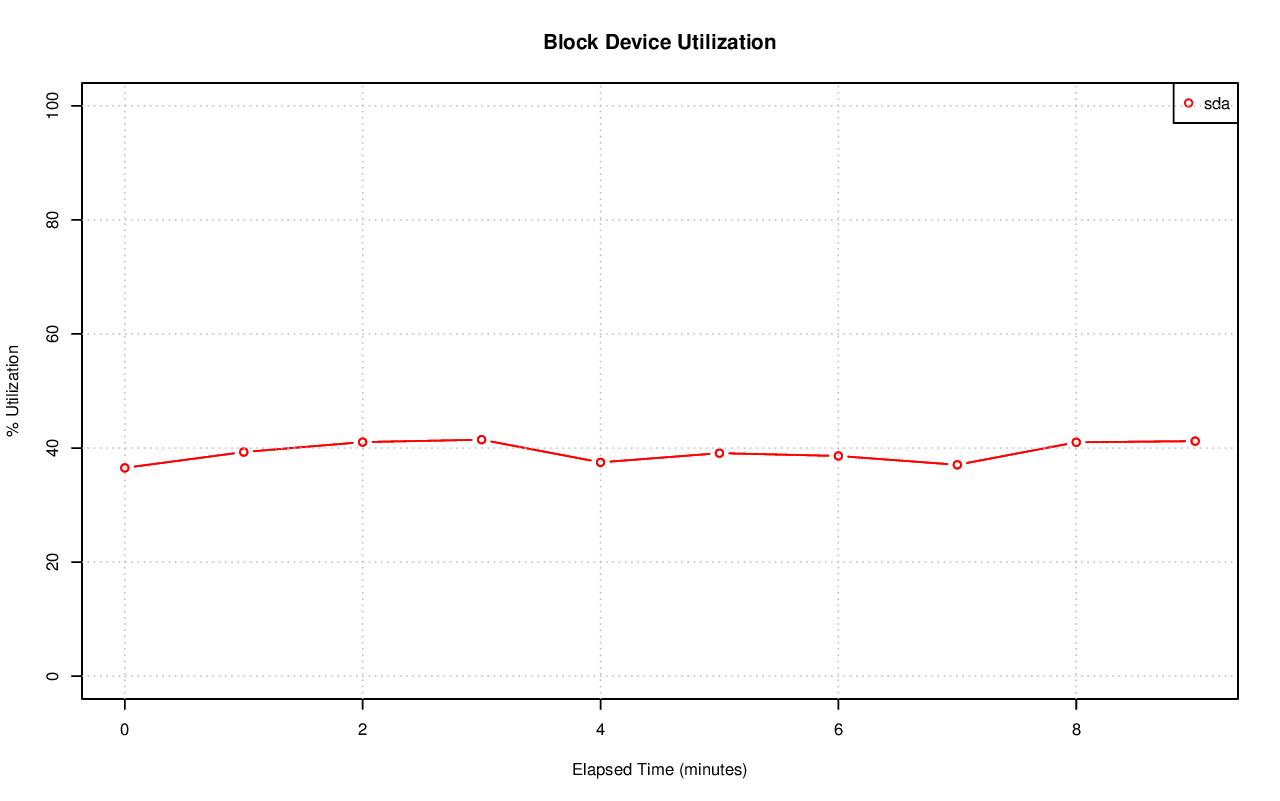 Block Device Utilization
sda
% Utilization
100
80
60
40
20
0
0 2 4 6 8
Elapsed Time (minutes)